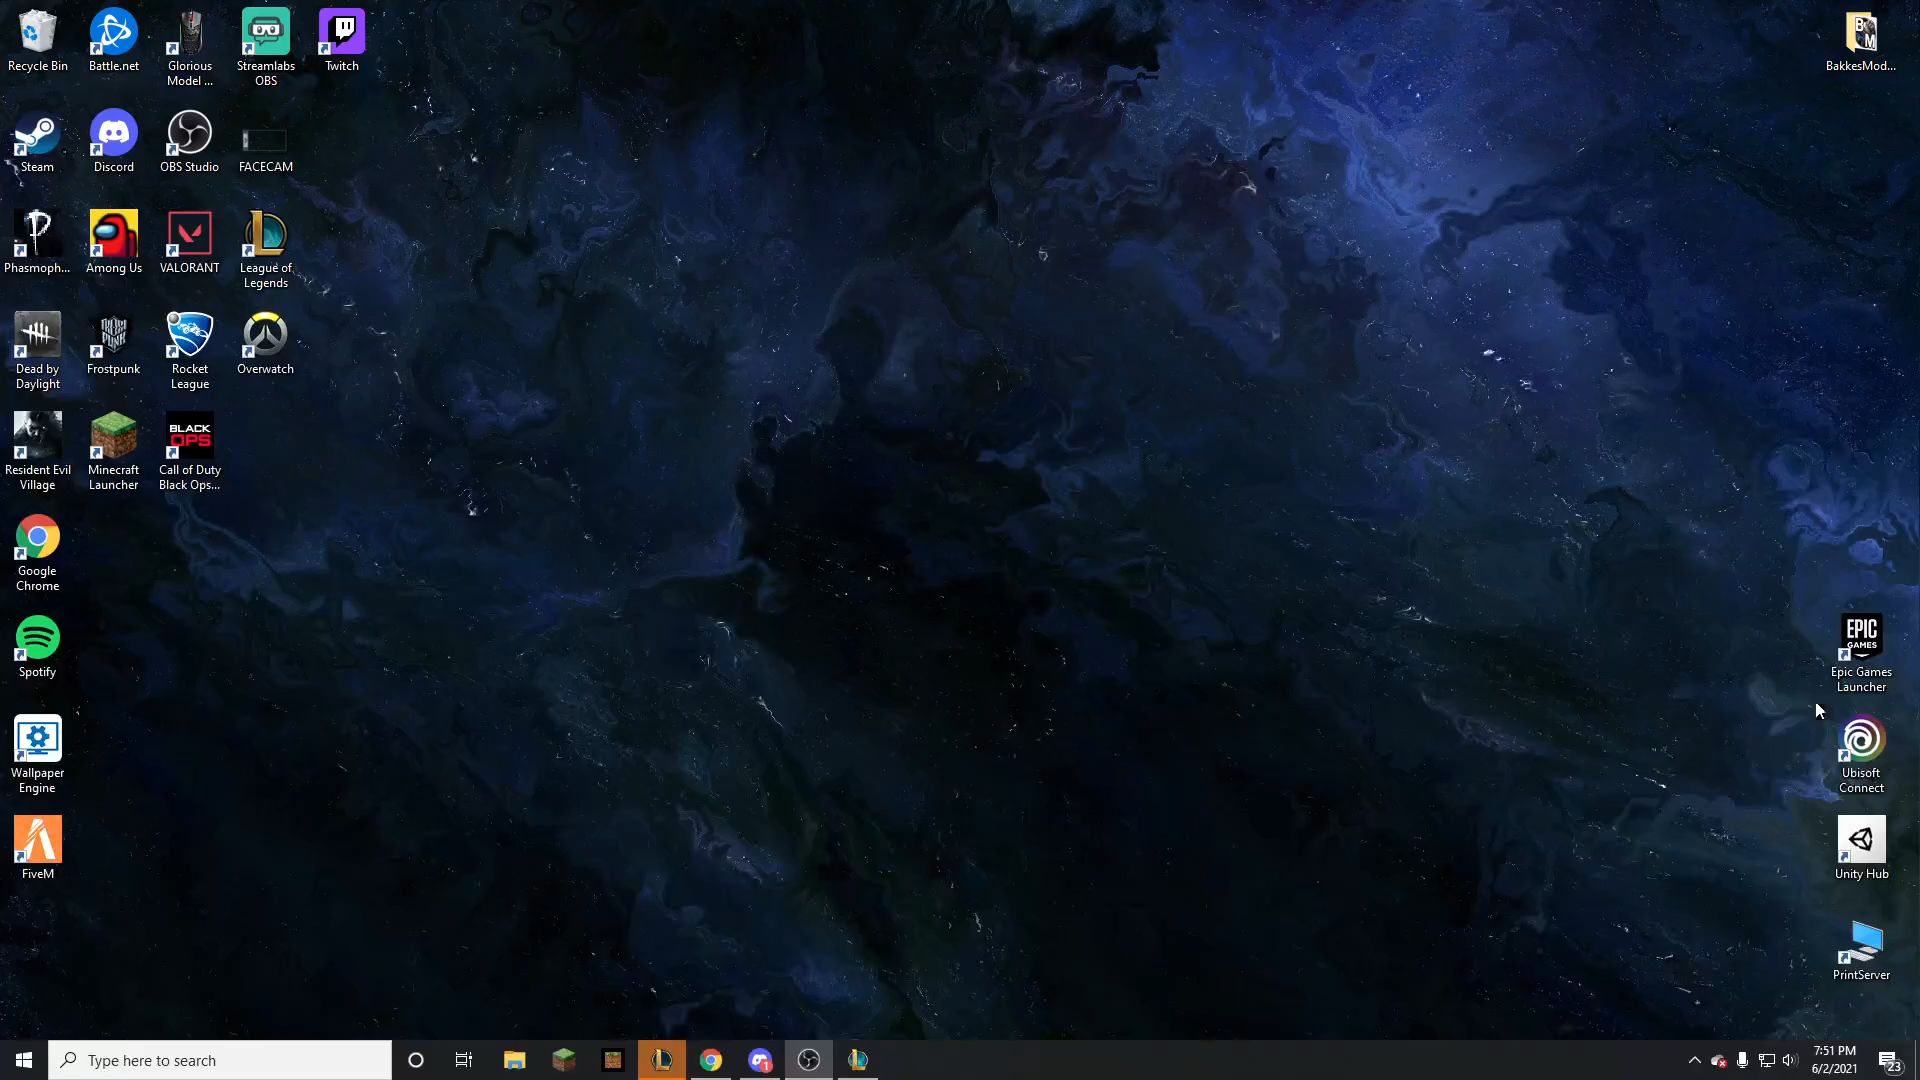 Recycle Bin
Battle.net
Glorious
Model ...
Streamlabs
OBS
Twitch
B
M
BakkesMod...
Steam
Discord
OBS Studio
FACECAM
P
Phasmoph...
Among Us
VALORANT
League of
Legends
Dead by
Daylight
FROST
PUNK
Frostpunk
Rocket
League
Overwatch
Resident Evil
Village
Minecraft
Launcher
BLACK
OPS
Call of Duty
Black Ops...
Google
Chrome
Spotify
EPIC
GAMES
Epic Games
Launcher
Wallpaper
Engine
Ubisoft
Connect
FiveM
Unity Hub
PrintServer
Type here to search
1
7:51 PM
6/2/2021
23